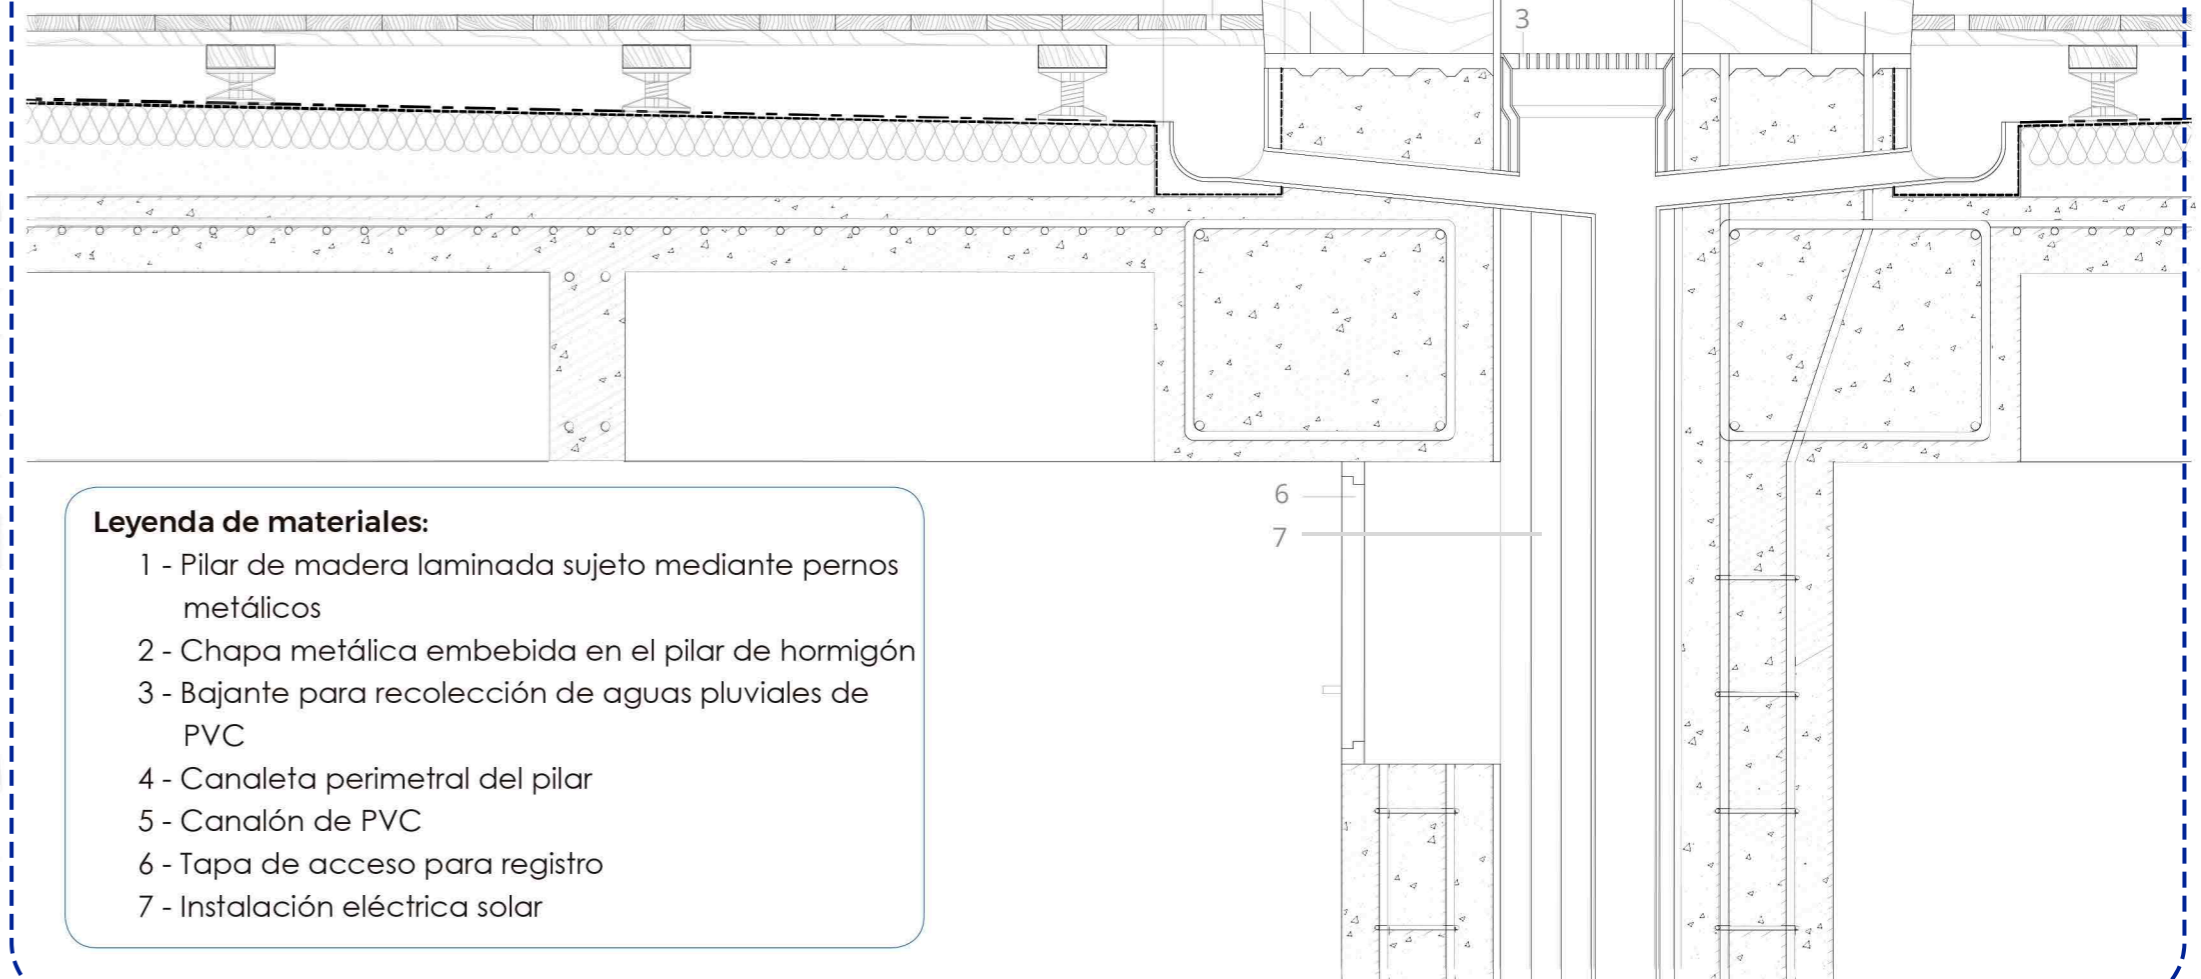 3
6
7
Leyenda de materiales:
1 - Pilar de madera laminada sujeto mediante pernos
metálicos
2 - Chapa metálica embebida en el pilar de hormigón
3 - Bajante para recolección de aguas pluviales de
PVC
4 - Canaleta perimetral del pilar
5 - Canalón de PVC
6 - Tapa de acceso para registro
7 - Instalación eléctrica solar